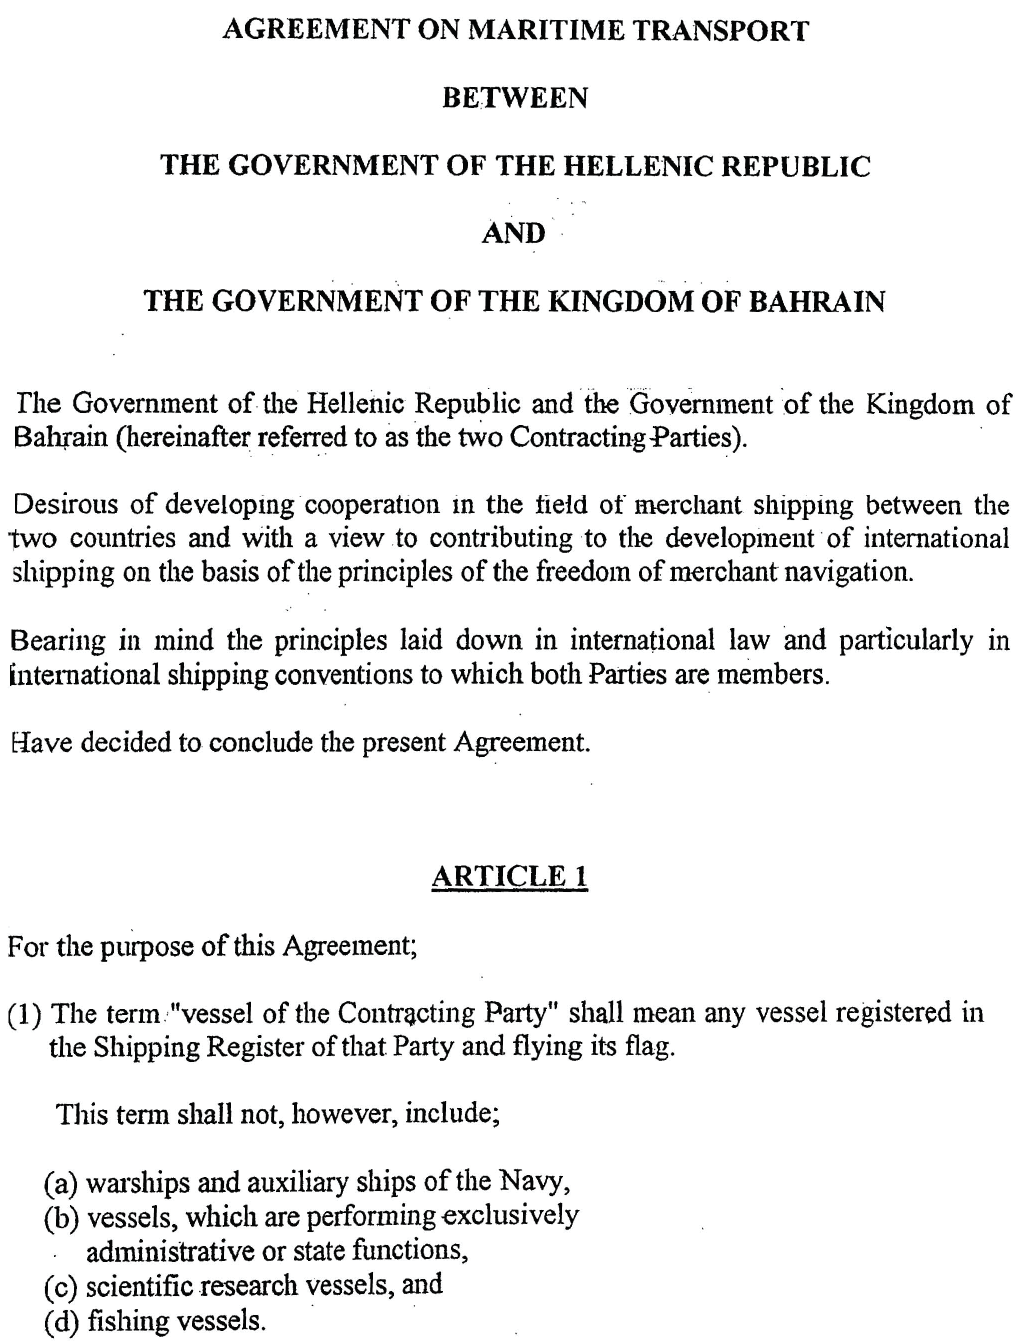 AGREEMENT ON MARITIME TRANSPORT
BETWEEN
THE GOVERNMENT OF THE HELLENIC REPUBLIC
AND
THE GOVERNMENT OF THE KINGDOM OF BAHRAIN
The Government of the Hellenic Republic and the Government of the Kingdom of
Bahrain (hereinafter referred to as the two Contracting Parties).
Desirous of developing cooperation in the field of merchant shipping between the
two countries and with a view to contributing to the development of international
shipping on the basis of the principles of the freedom of merchant navigation.
Bearing in mind the principles laid down in international law and particularly in
international shipping conventions to which both Parties are members.
Have decided to conclude the present Agreement.
ARTICLE 1
For the purpose of this Agreement;
(1) The term "vessel of the Contracting Party" shall mean any vessel registered in
the Shipping Register of that Party and flying its flag.
This term shall not, however, include;
(a) warships and auxiliary ships of the Navy,
(b) vessels, which are performing exclusively
administrative or state functions,
(c) scientific research vessels, and
(d) fishing vessels.